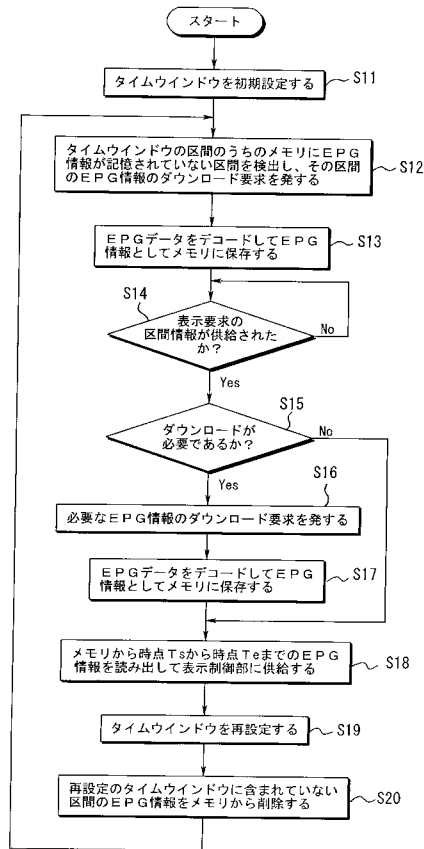 スタート
タイムウインドウを初期設定する
S11
タイムウインドウの区間のうちのメモリにEPG
情報が記憶されていない区間を検出し、その区間
のEPG情報のダウンロード要求を発する
S12
EPGデータをデコードしてEPG
情報としてメモリに保存する
S13
S14
表示要求の
区間情報が供給された
か?
No
Yes
S15
ダウンロードが
必要であるか?
No
Yes
S16
必要なEPG情報のダウンロード要求を発する
EPGデータをデコードしてEPG
情報としてメモリに保存する
S17
メモリから時点Tsから時点TeまでのEPG
情報を読み出して表示制御部に供給する
S18
タイムウインドウを再設定する
S19
再設定のタイムウインドウに含まれていない
区間のEPG情報をメモリから削除する
S20